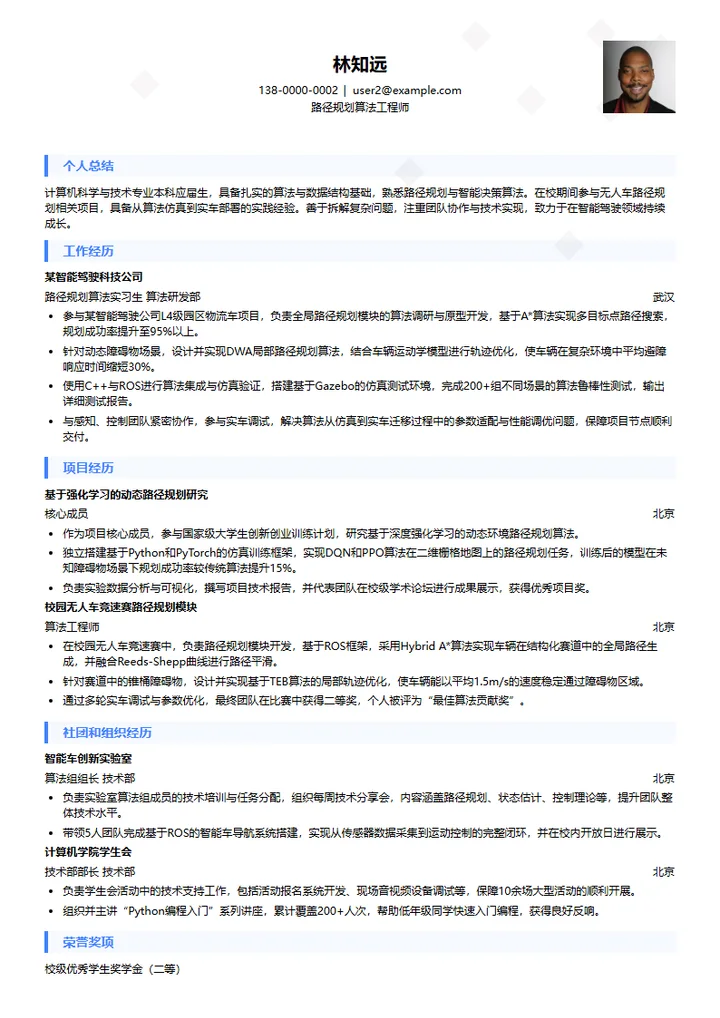 林知远
138-0000-0002 | user2@example.com
路径规划算法工程师
个人总结
计算机科学与技术专业本科应届生，具备扎实的算法与数据结构基础，熟悉路径规划与智能决策算法。在校期间参与无人车路径规
划相关项目，具备从算法仿真到实车部署的实践经验。善于拆解复杂问题，注重团队协作与技术实现，致力于在智能驾驶领域持续
成长。
工作经历
某智能驾驶科技公司
路径规划算法实习生 算法研发部 武汉
• 参与某智能驾驶公司L4级园区物流车项目，负责全局路径规划模块的算法调研与原型开发，基于A*算法实现多目标点路径搜索，
规划成功率提升至95%以上。
• 针对动态障碍物场景，设计并实现DWA局部路径规划算法，结合车辆运动学模型进行轨迹优化，使车辆在复杂环境中平均避障
响应时间缩短30%。
• 使用C++与ROS进行算法集成与仿真验证，搭建基于Gazebo的仿真测试环境，完成200+组不同场景的算法鲁棒性测试，输出
详细测试报告。
• 与感知、控制团队紧密协作，参与实车调试，解决算法从仿真到实车迁移过程中的参数适配与性能调优问题，保障项目节点顺利
交付。
项目经历
基于强化学习的动态路径规划研究
核心成员 北京
• 作为项目核心成员，参与国家级大学生创新创业训练计划，研究基于深度强化学习的动态环境路径规划算法。
• 独立搭建基于Python和PyTorch的仿真训练框架，实现DQN和PPO算法在二维栅格地图上的路径规划任务，训练后的模型在未
知障碍物场景下规划成功率较传统算法提升15%。
• 负责实验数据分析与可视化，撰写项目技术报告，并代表团队在校级学术论坛进行成果展示，获得优秀项目奖。
校园无人车竞速赛路径规划模块
算法工程师 北京
• 在校园无人车竞速赛中，负责路径规划模块开发，基于ROS框架，采用Hybrid A*算法实现车辆在结构化赛道中的全局路径生
成，并融合Reeds-Shepp曲线进行路径平滑。
• 针对赛道中的锥桶障碍物，设计并实现基于TEB算法的局部轨迹优化，使车辆能以平均1.5m/s的速度稳定通过障碍物区域。
• 通过多轮实车调试与参数优化，最终团队在比赛中获得二等奖，个人被评为“最佳算法贡献奖”。
社团和组织经历
智能车创新实验室
算法组组长 技术部 北京
• 负责实验室算法组成员的技术培训与任务分配，组织每周技术分享会，内容涵盖路径规划、状态估计、控制理论等，提升团队整
体技术水平。
• 带领5人团队完成基于ROS的智能车导航系统搭建，实现从传感器数据采集到运动控制的完整闭环，并在校内开放日进行展示。
计算机学院学生会
技术部部长 技术部 北京
• 负责学生会活动中的技术支持工作，包括活动报名系统开发、现场音视频设备调试等，保障10余场大型活动的顺利开展。
• 组织并主讲“Python编程入门”系列讲座，累计覆盖200+人次，帮助低年级同学快速入门编程，获得良好反响。
荣誉奖项
校级优秀学生奖学金（二等）